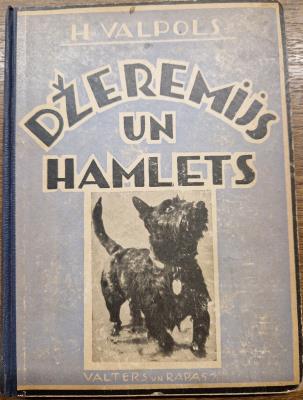 H. VALPOLS
DŽEREMIJS
UN
HAMLETS
VALTERS UN RAPA